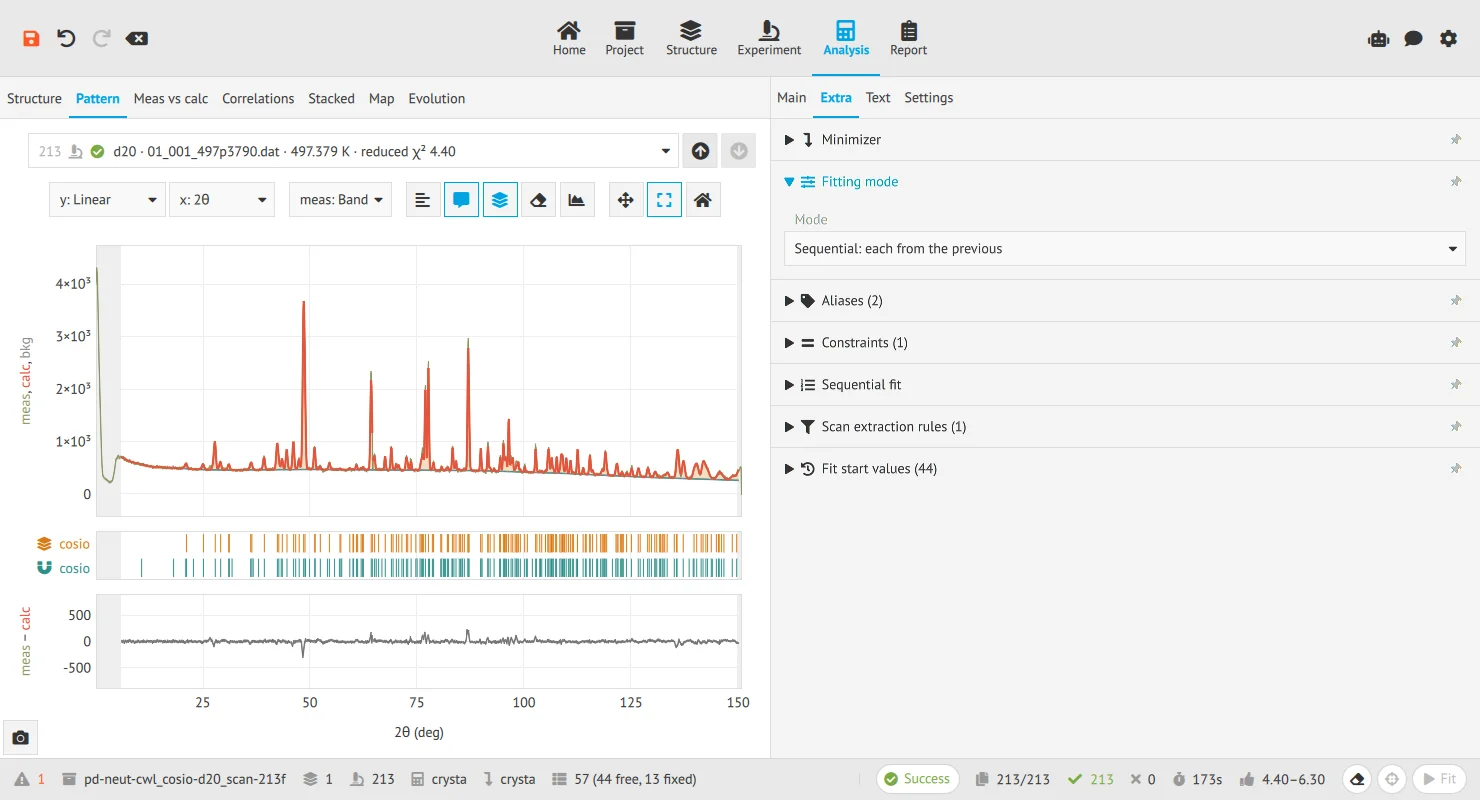 Home Project Structure Experiment Analysis Report
Structure Pattern Meas vs calc Correlations Stacked Map Evolution
213 d20 · 01_001_497p3790.dat · 497.379 K · reduced χ² 4.40
y: Linear x: 2θ meas: Band
meas, calc, bkg
4×10³
3×10³
2×10³
1×10³
0
cosio
cosio
meas − calc
500
0
-500
25 50 75 100 125 150
2θ (deg)
Main Extra Text Settings
Minimizer
Fitting mode
Mode
Sequential: each from the previous
Aliases (2)
Constraints (1)
Sequential fit
Scan extraction rules (1)
Fit start values (44)
1 pd-neut-cwl_cosio-d20_scan-213f 1 213 crysta crysta 57 (44 free, 13 fixed) Success 213/213 213 0 173s 4.40–6.30 Fit